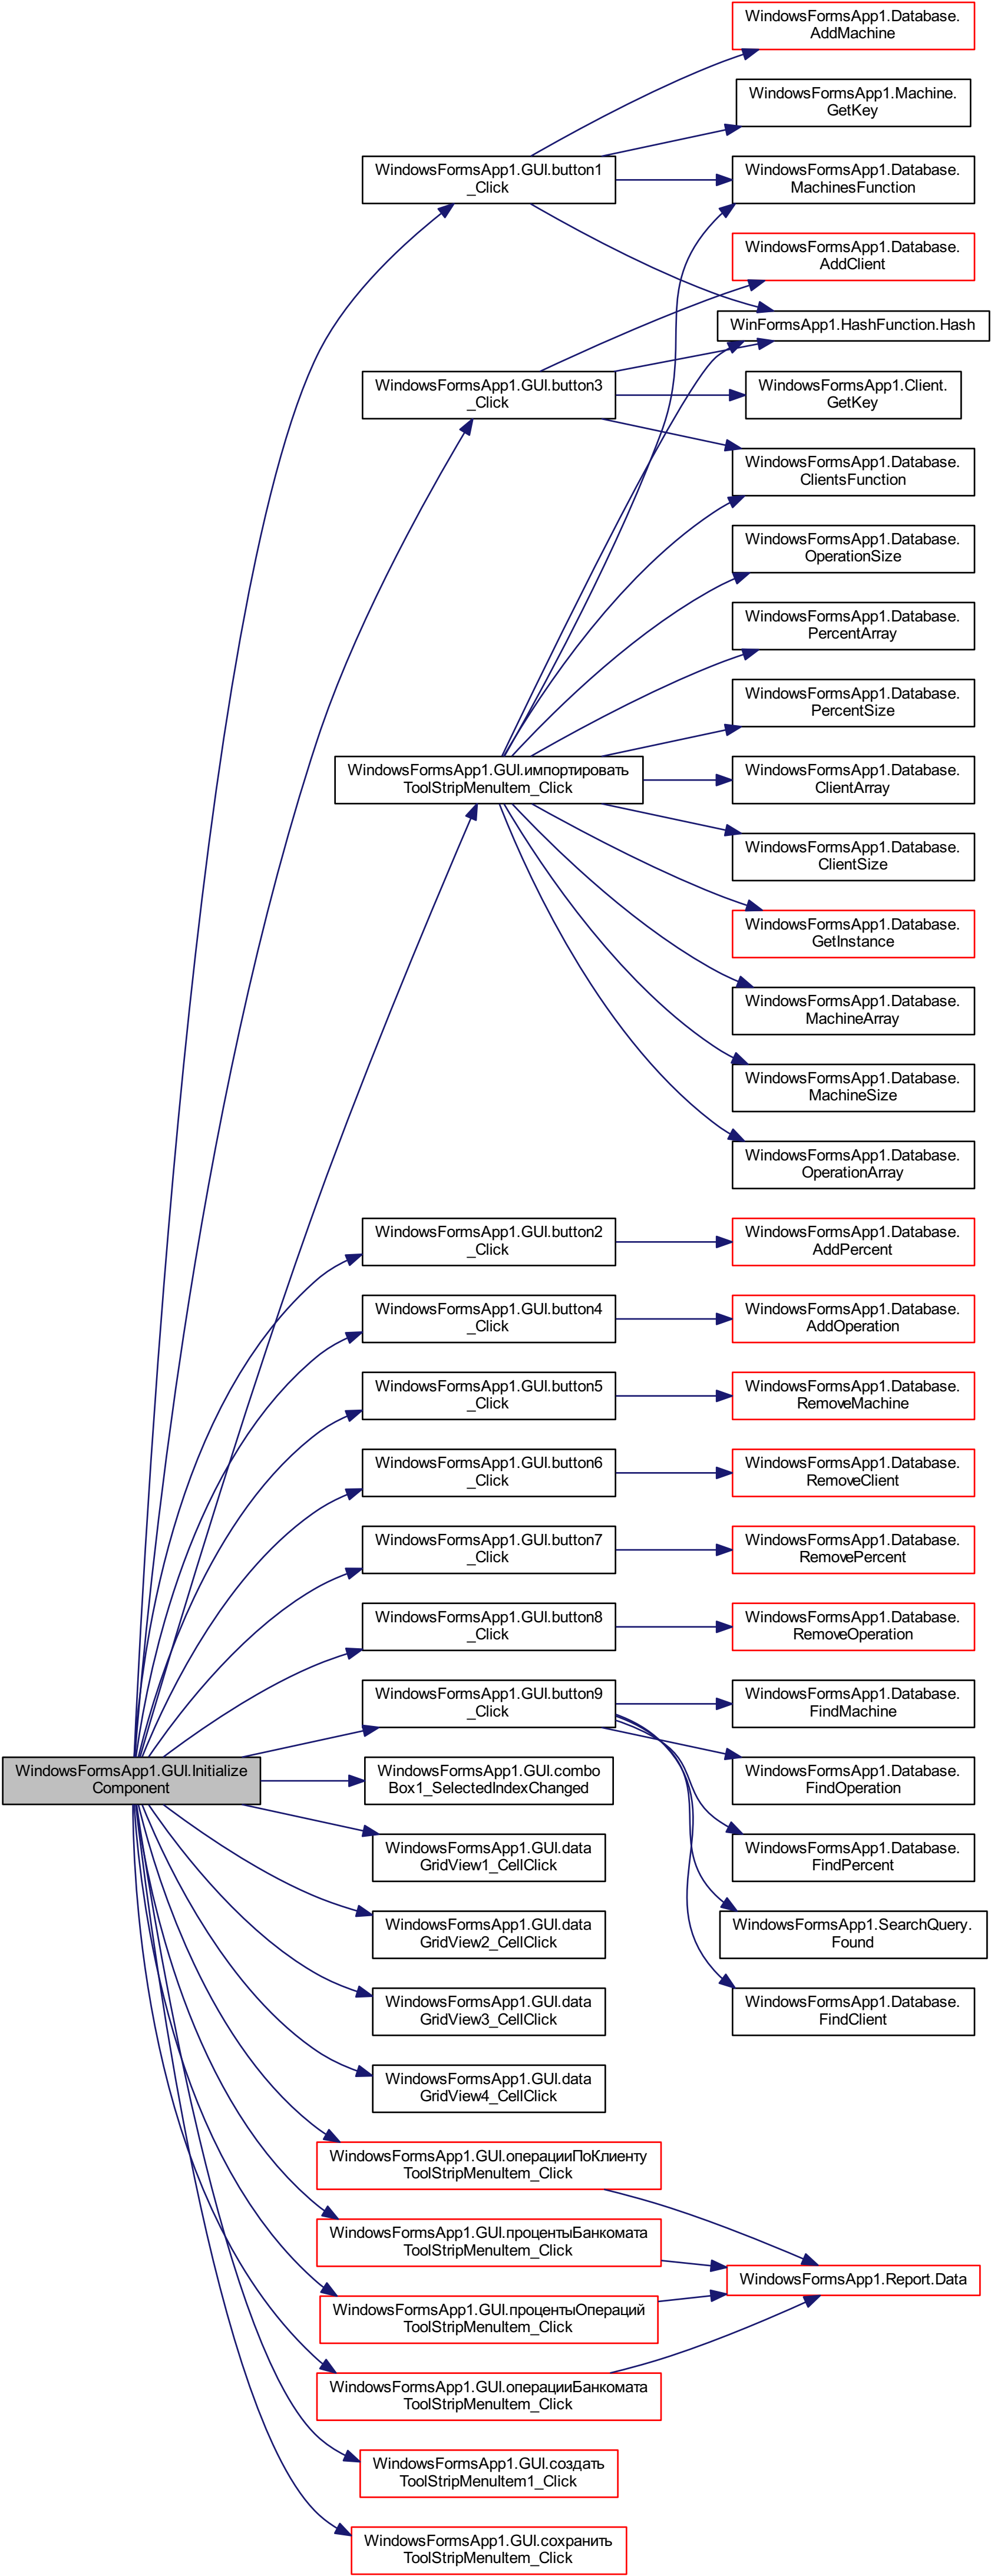 WindowsFormsApp1.Database.
AddMachine
WindowsFormsApp1.Machine.
GetKey
WindowsFormsApp1.GUI.button1
_Click
WindowsFormsApp1.Database.
MachinesFunction
WindowsFormsApp1.Database.
AddClient
WinFormsApp1.HashFunction.Hash
WindowsFormsApp1.GUI.button3
_Click
WindowsFormsApp1.Client.
GetKey
WindowsFormsApp1.Database.
ClientsFunction
WindowsFormsApp1.Database.
OperationSize
WindowsFormsApp1.Database.
PercentArray
WindowsFormsApp1.Database.
PercentSize
WindowsFormsApp1.GUI.импортировать
ToolStripMenuItem_Click
WindowsFormsApp1.Database.
ClientArray
WindowsFormsApp1.Database.
ClientSize
WindowsFormsApp1.Database.
GetInstance
WindowsFormsApp1.Database.
MachineArray
WindowsFormsApp1.Database.
MachineSize
WindowsFormsApp1.Database.
OperationArray
WindowsFormsApp1.GUI.button2
_Click
WindowsFormsApp1.Database.
AddPercent
WindowsFormsApp1.GUI.button4
_Click
WindowsFormsApp1.Database.
AddOperation
WindowsFormsApp1.GUI.button5
_Click
WindowsFormsApp1.Database.
RemoveMachine
WindowsFormsApp1.GUI.button6
_Click
WindowsFormsApp1.Database.
RemoveClient
WindowsFormsApp1.GUI.button7
_Click
WindowsFormsApp1.Database.
RemovePercent
WindowsFormsApp1.GUI.button8
_Click
WindowsFormsApp1.Database.
RemoveOperation
WindowsFormsApp1.GUI.button9
_Click
WindowsFormsApp1.Database.
FindMachine
WindowsFormsApp1.GUI.Initialize
Component
WindowsFormsApp1.GUI.combo
Box1_SelectedIndexChanged
WindowsFormsApp1.Database.
FindOperation
WindowsFormsApp1.GUI.data
GridView1_CellClick
WindowsFormsApp1.Database.
FindPercent
WindowsFormsApp1.GUI.data
GridView2_CellClick
WindowsFormsApp1.SearchQuery.
Found
WindowsFormsApp1.GUI.data
GridView3_CellClick
WindowsFormsApp1.Database.
FindClient
WindowsFormsApp1.GUI.data
GridView4_CellClick
WindowsFormsApp1.GUI.операцииПоКлиенту
ToolStripMenuItem_Click
WindowsFormsApp1.GUI.процентыБанкомата
ToolStripMenuItem_Click
WindowsFormsApp1.Report.Data
WindowsFormsApp1.GUI.процентыОпераций
ToolStripMenuItem_Click
WindowsFormsApp1.GUI.операцииБанкомата
ToolStripMenuItem_Click
WindowsFormsApp1.GUI.создать
ToolStripMenuItem1_Click
WindowsFormsApp1.GUI.сохранить
ToolStripMenuItem_Click